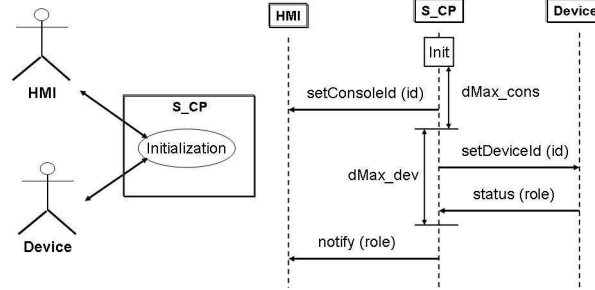 HMI
S_CP
Initialization
Device
HMI
S_CP
Device
Init
setConsoleId (id)
dMax_cons
setDeviceId (id)
dMax_dev
status (role)
notify (role)